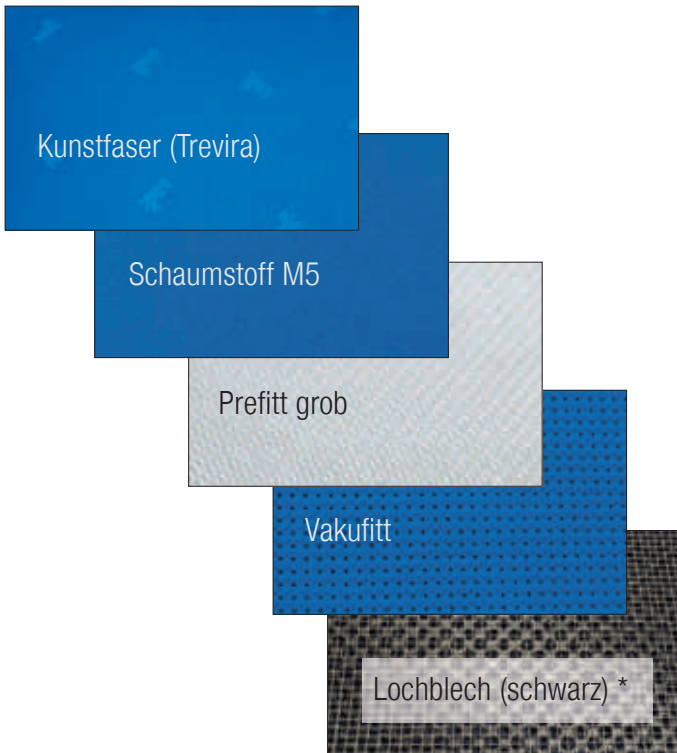 Kunstfaser (Trevira)
Schaumstoff M5
Prefitt grob
Vakufitt
Lochblech (schwarz) *